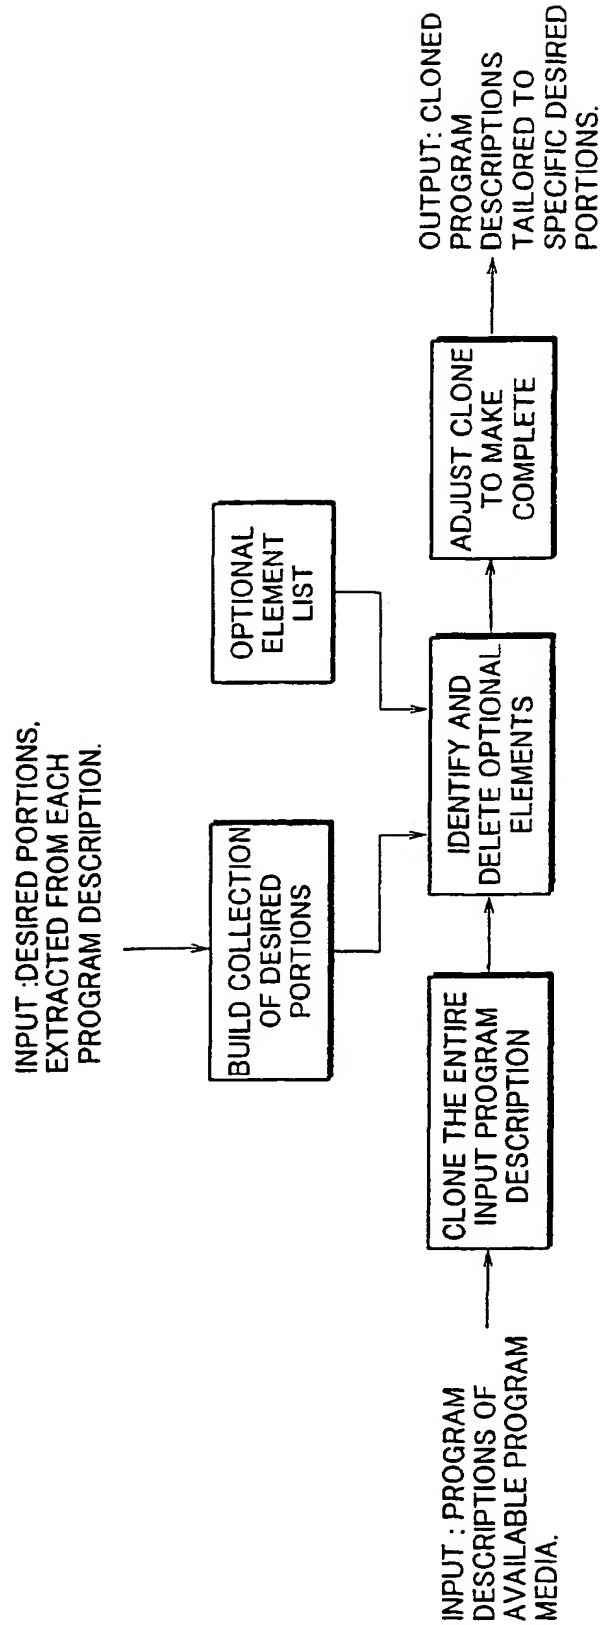 INPUT :DESIRED PORTIONS,
EXTRACTED FROM EACH
PROGRAM DESCRIPTION.
BUILD COLLECTION
OF DESIRED
PORTIONS
OPTIONAL
ELEMENT
LIST
INPUT : PROGRAM
DESCRIPTIONS OF
AVAILABLE PROGRAM
MEDIA.
CLONE THE ENTIRE
INPUT PROGRAM
DESCRIPTION
IDENTIFY AND
DELETE OPTIONAL
ELEMENTS
ADJUST CLONE
TO MAKE
COMPLETE
OUTPUT: CLONED
PROGRAM
DESCRIPTIONS
TAILORED TO
SPECIFIC DESIRED
PORTIONS.